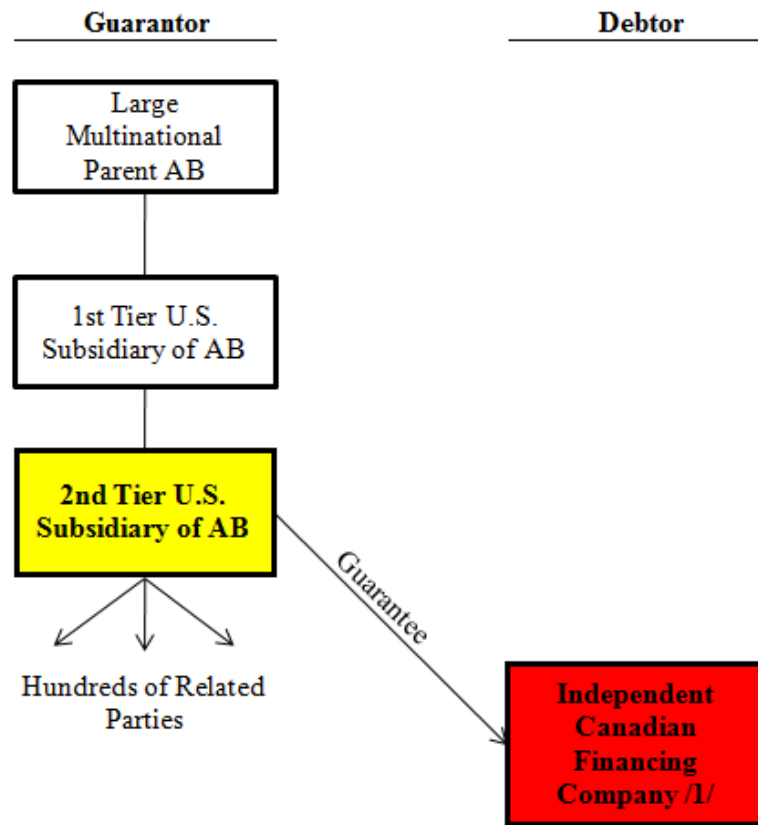 Guarantor
Debtor
Large
Multinational
Parent AB
1st Tier U.S.
Subsidiary of AB
2nd Tier U.S.
Subsidiary of AB
Guarantee
Hundreds of Related
Parties
Independent
Canadian
Financing
Company /1/